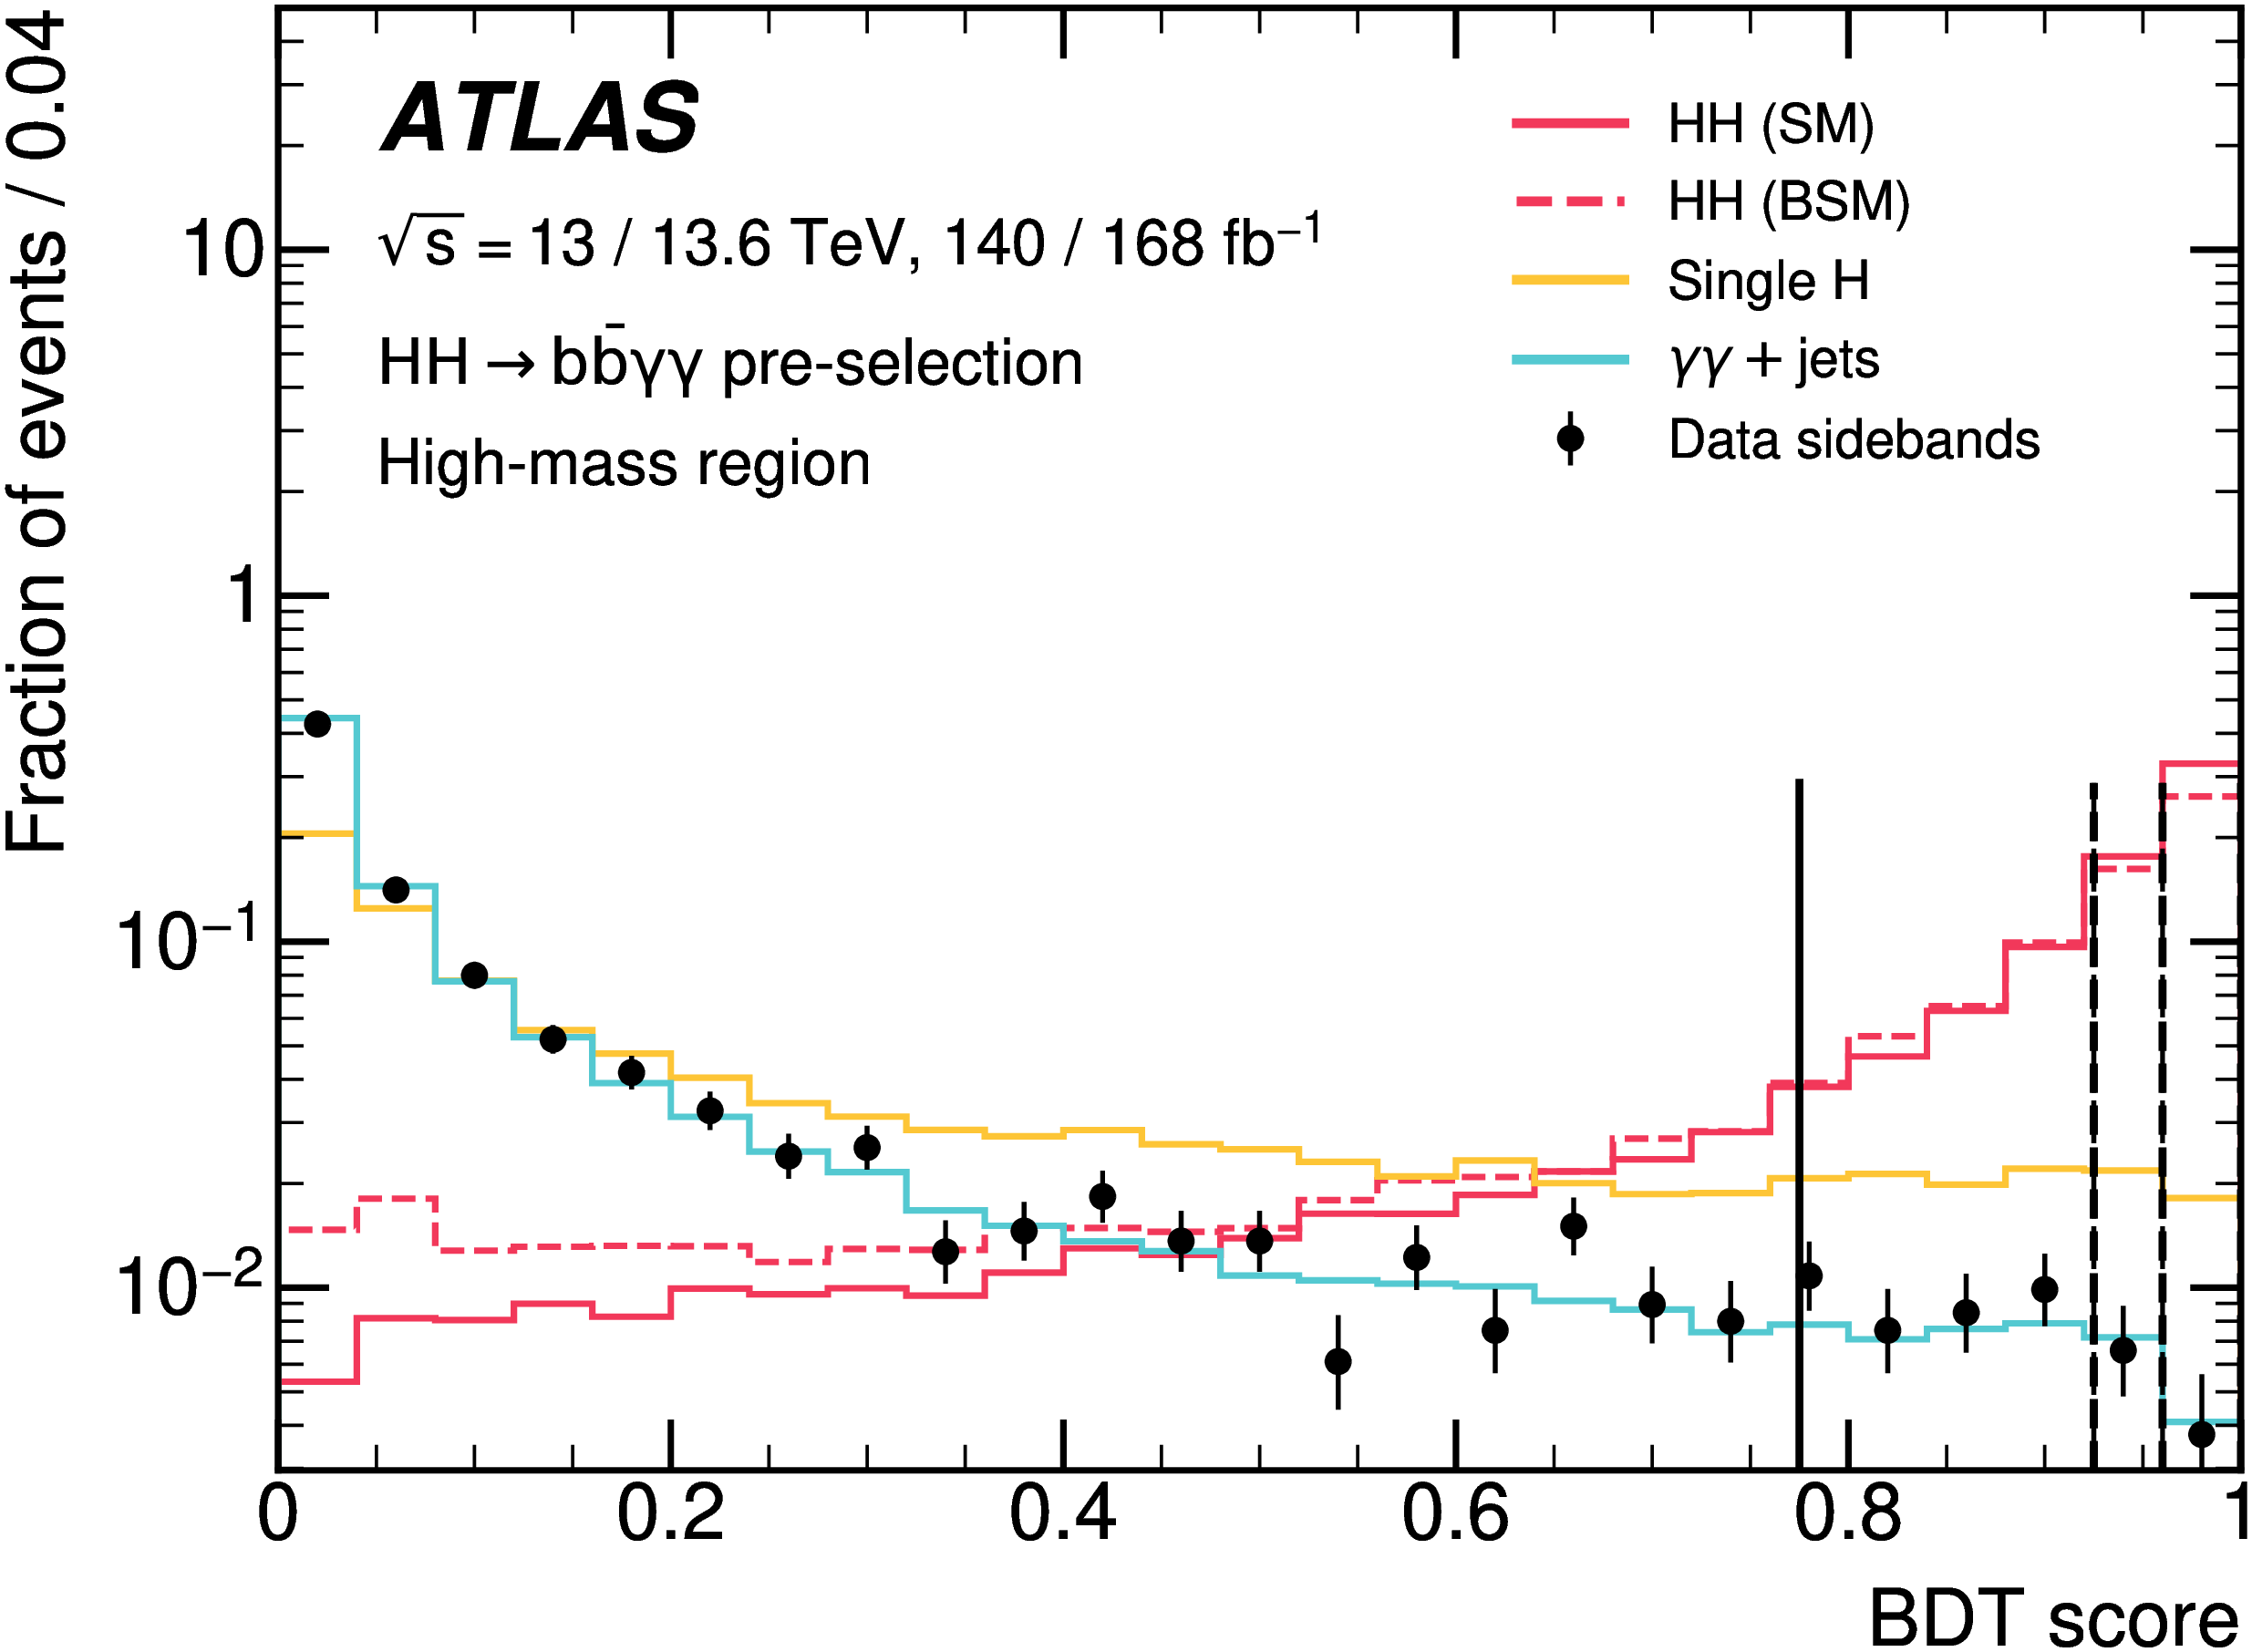 Fraction of events / 0.04
ATLAS
√s = 13 / 13.6 TeV, 140 / 168 fb⁻¹
HH → bb̄γγ pre-selection
High-mass region
HH (SM)
HH (BSM)
Single H
γγ + jets
Data sidebands
10
1
10⁻¹
10⁻²
0 0.2 0.4 0.6 0.8 1
BDT score